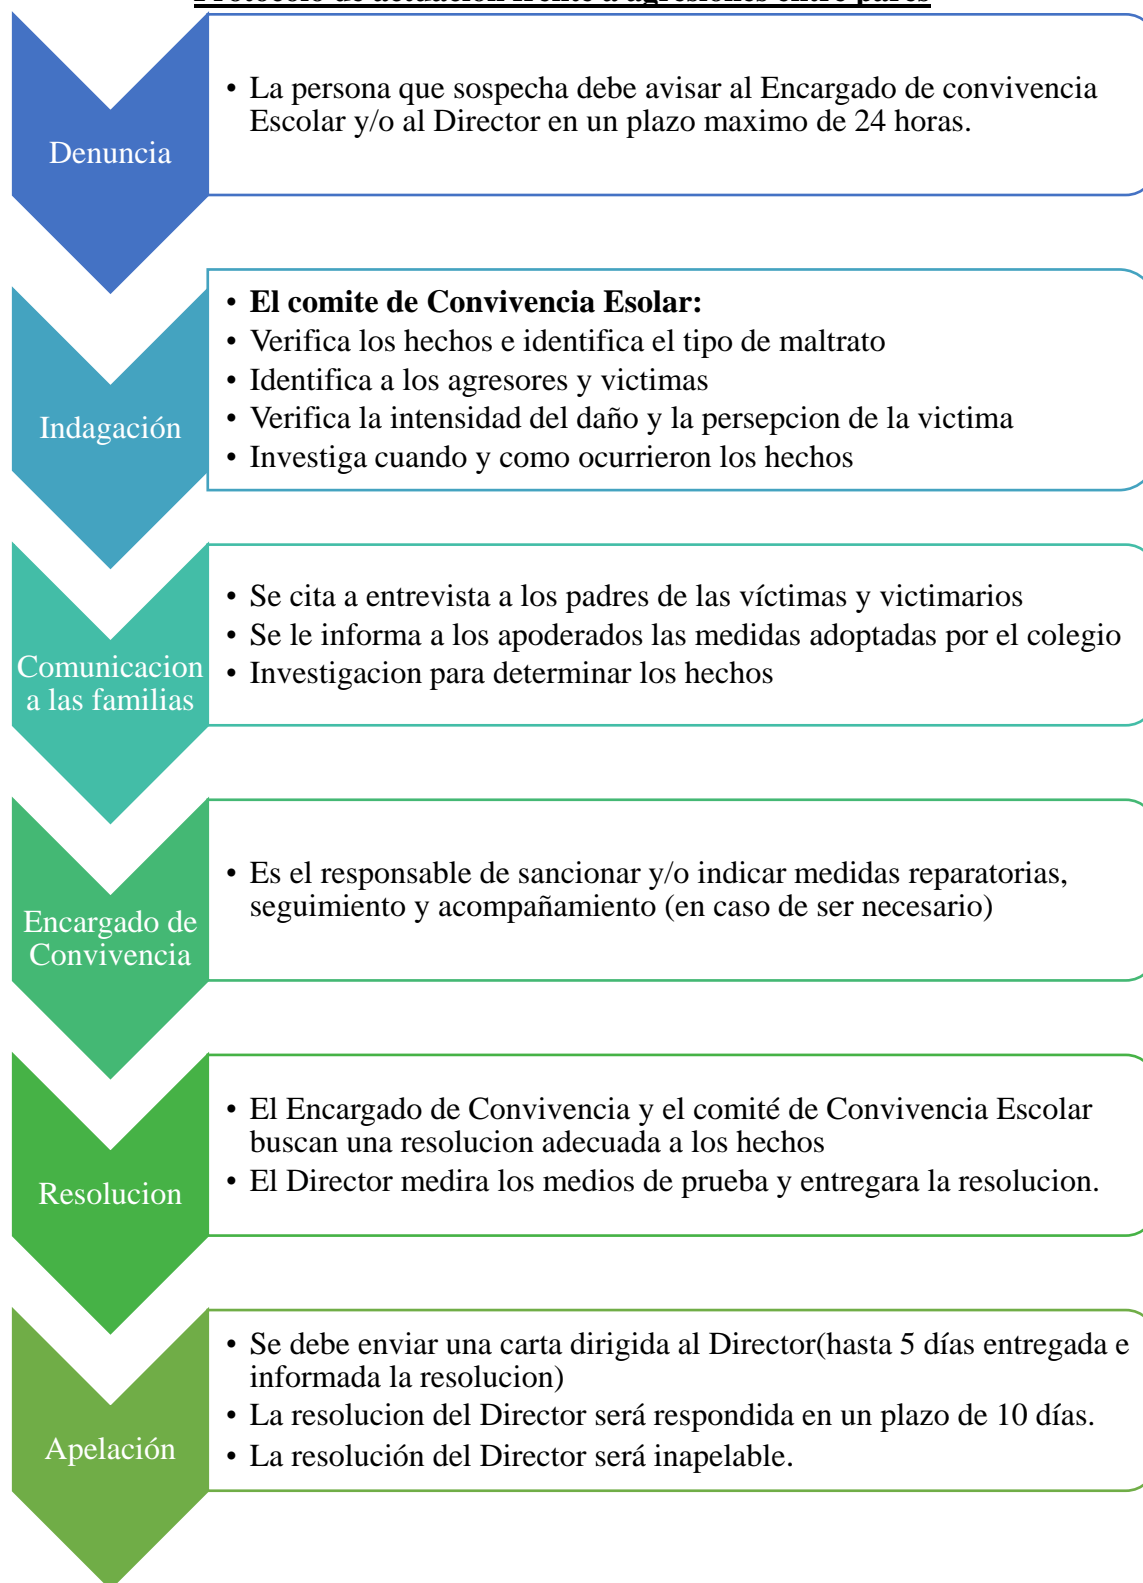 Protocolo de actuación frente a agresiones entre pares
Denuncia
• La persona que sospecha debe avisar al Encargado de convivencia
Escolar y/o al Director en un plazo maximo de 24 horas.
Indagación
• El comite de Convivencia Esolar:
• Verifica los hechos e identifica el tipo de maltrato
• Identifica a los agresores y victimas
• Verifica la intensidad del daño y la persepcion de la victima
• Investiga cuando y como ocurrieron los hechos
Comunicacion
a las familias
• Se cita a entrevista a los padres de las víctimas y victimarios
• Se le informa a los apoderados las medidas adoptadas por el colegio
• Investigacion para determinar los hechos
Encargado de
Convivencia
• Es el responsable de sancionar y/o indicar medidas reparatorias,
seguimiento y acompañamiento (en caso de ser necesario)
Resolucion
• El Encargado de Convivencia y el comité de Convivencia Escolar
buscan una resolucion adecuada a los hechos
• El Director medira los medios de prueba y entregara la resolucion.
Apelación
• Se debe enviar una carta dirigida al Director(hasta 5 días entregada e
informada la resolucion)
• La resolucion del Director será respondida en un plazo de 10 días.
• La resolución del Director será inapelable.